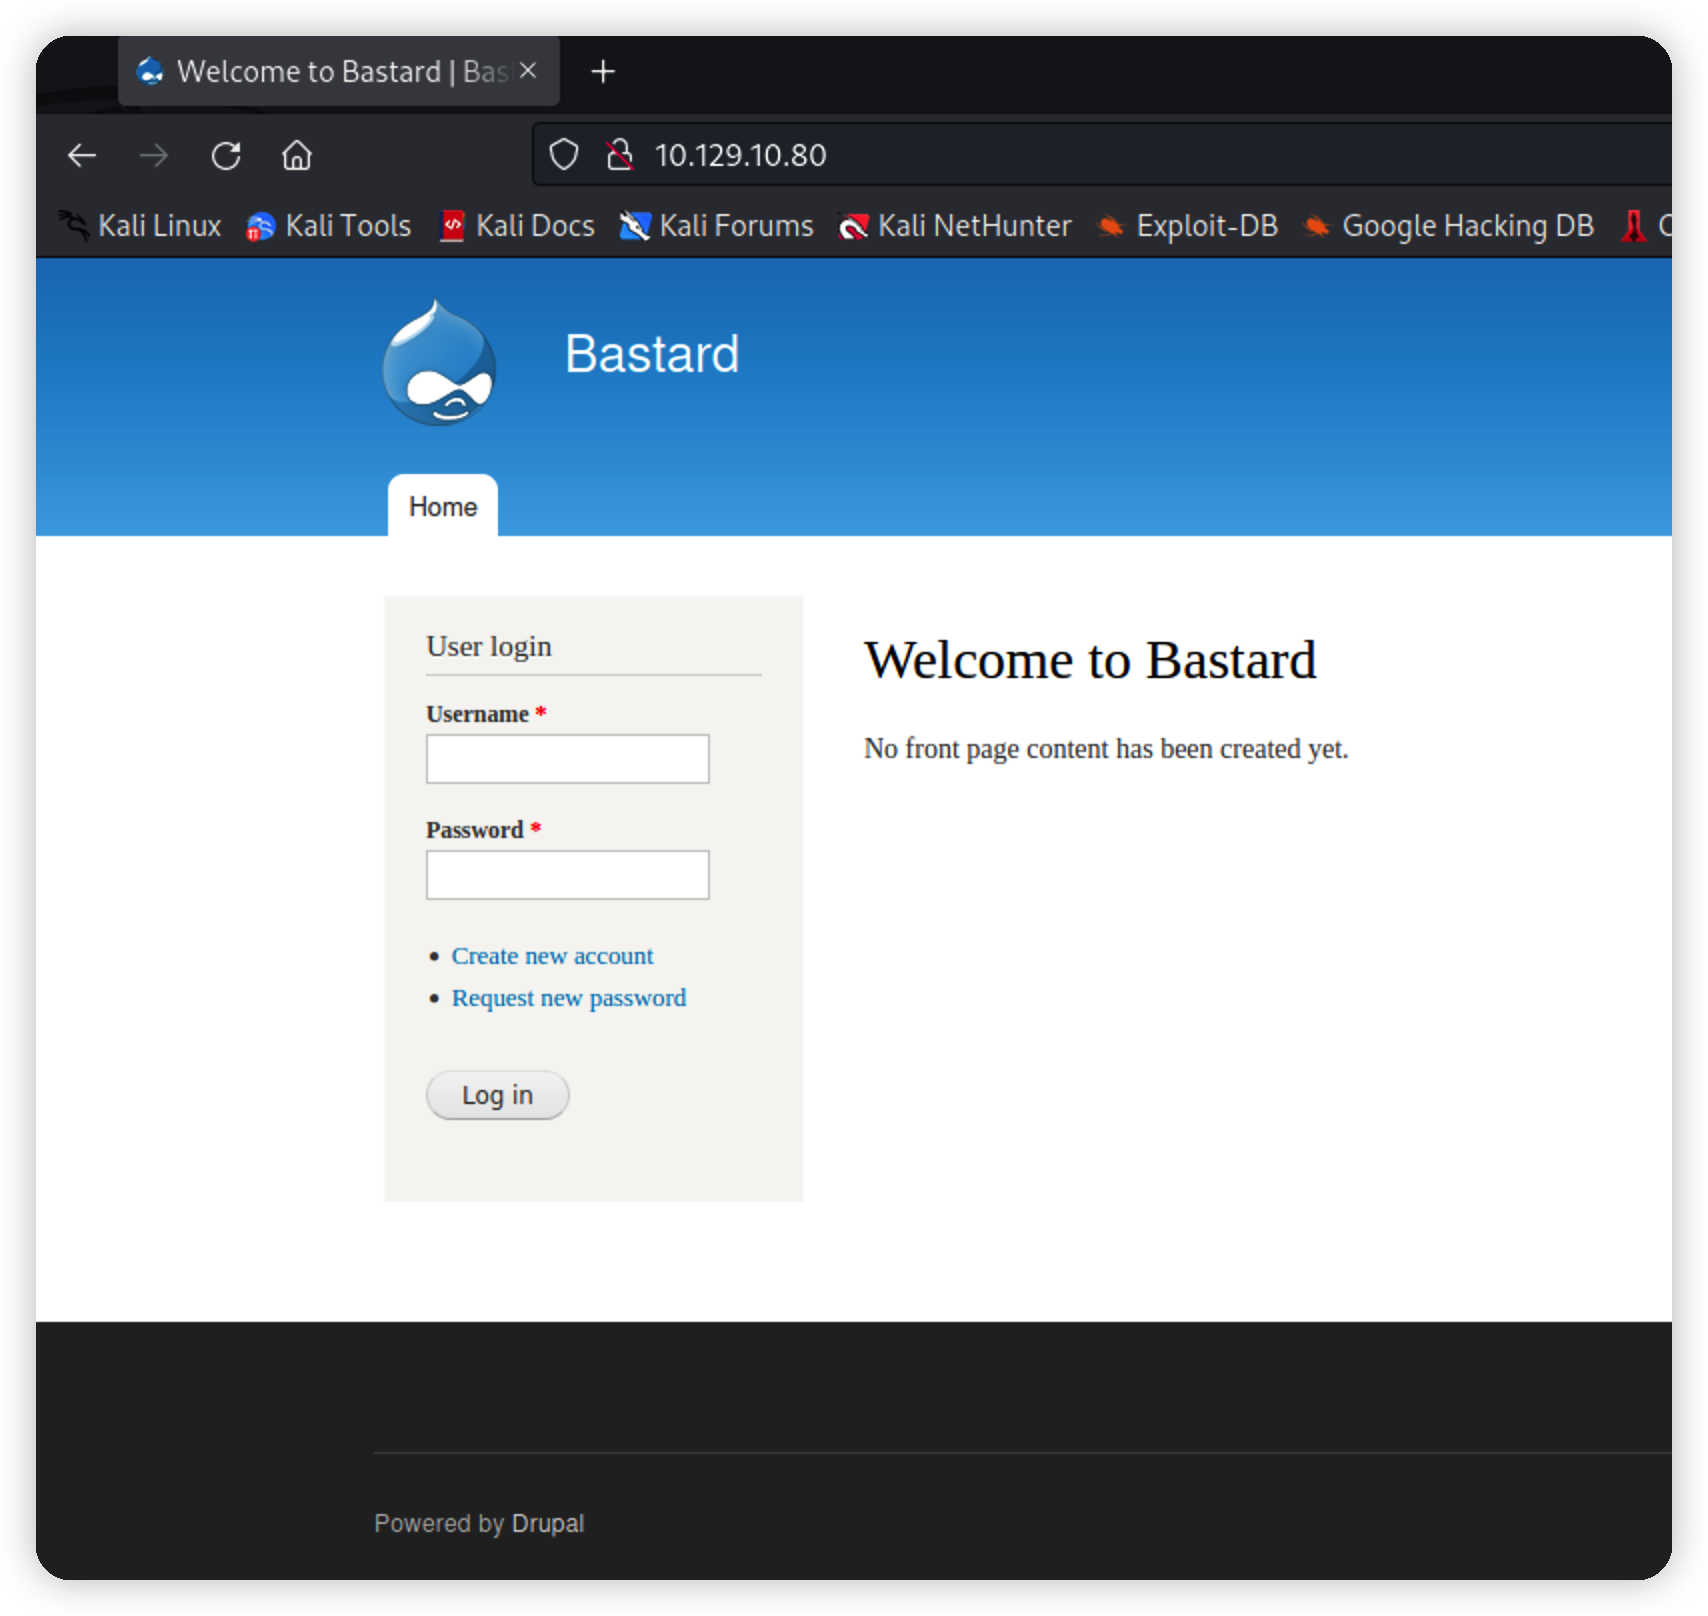 Welcome to Bastard | Bas
10.129.10.80
Kali Linux Kali Tools Kali Docs Kali Forums Kali NetHunter Exploit-DB Google Hacking DB
Bastard
Home
User login
Username *
Password *
Create new account
Request new password
Log in
Welcome to Bastard
No front page content has been created yet.
Powered by Drupal